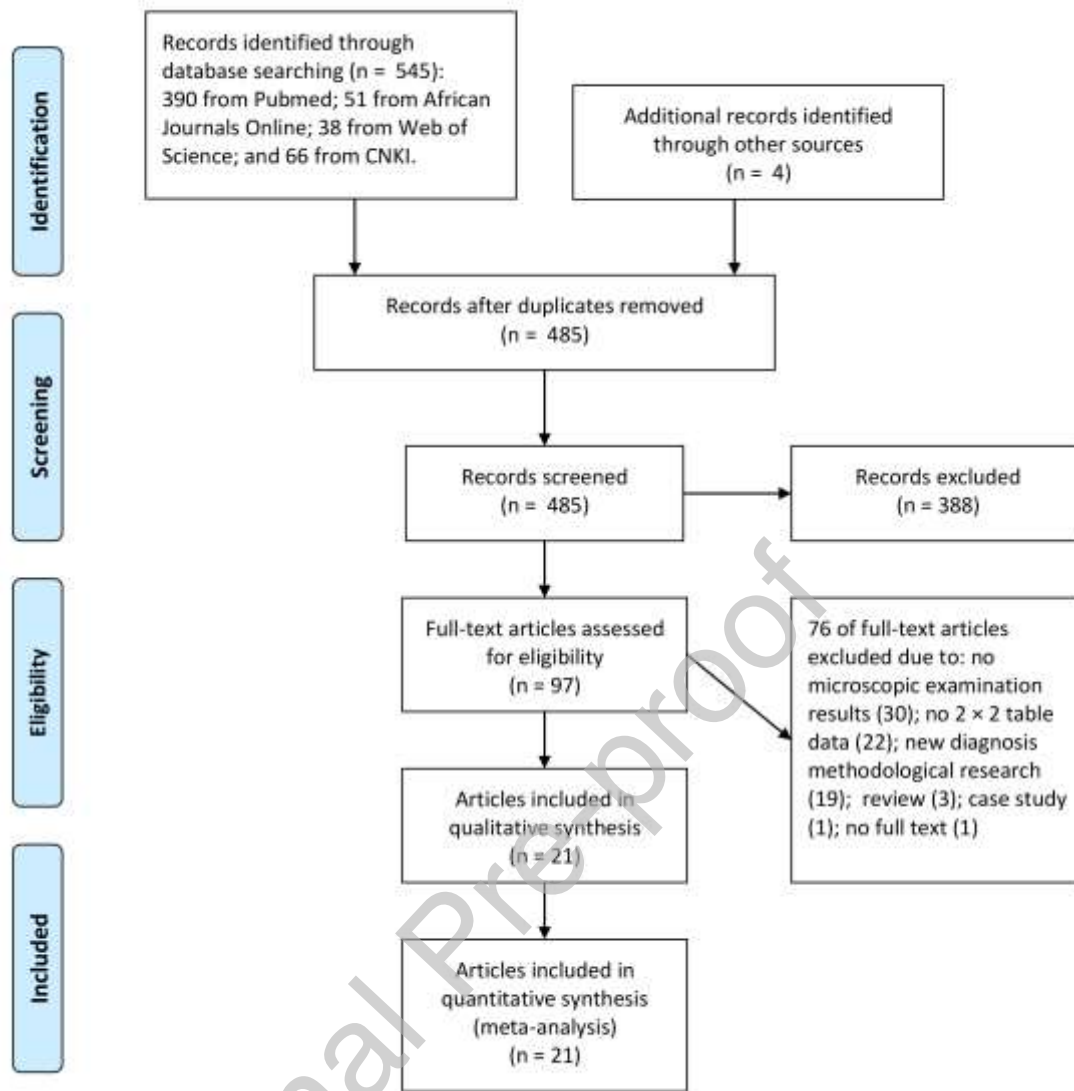 Identification
Records identified through
database searching (n = 545):
390 from Pubmed; 51 from African
Journals Online; 38 from Web of
Science; and 66 from CNKI.
Additional records identified
through other sources
(n = 4)
Records after duplicates removed
(n = 485)
Screening
Records screened
(n = 485)
Records excluded
(n = 388)
Eligibility
Full-text articles assessed
for eligibility
(n = 97)
76 of full-text articles
excluded due to: no
microscopic examination
results (30); no 2 × 2 table
data (22); new diagnosis
methodological research
(19); review (3); case study
(1); no full text (1)
Articles included in
qualitative synthesis
(n = 21)
Included
Articles included in
quantitative synthesis
(meta-analysis)
(n = 21)
nal Pre-proof